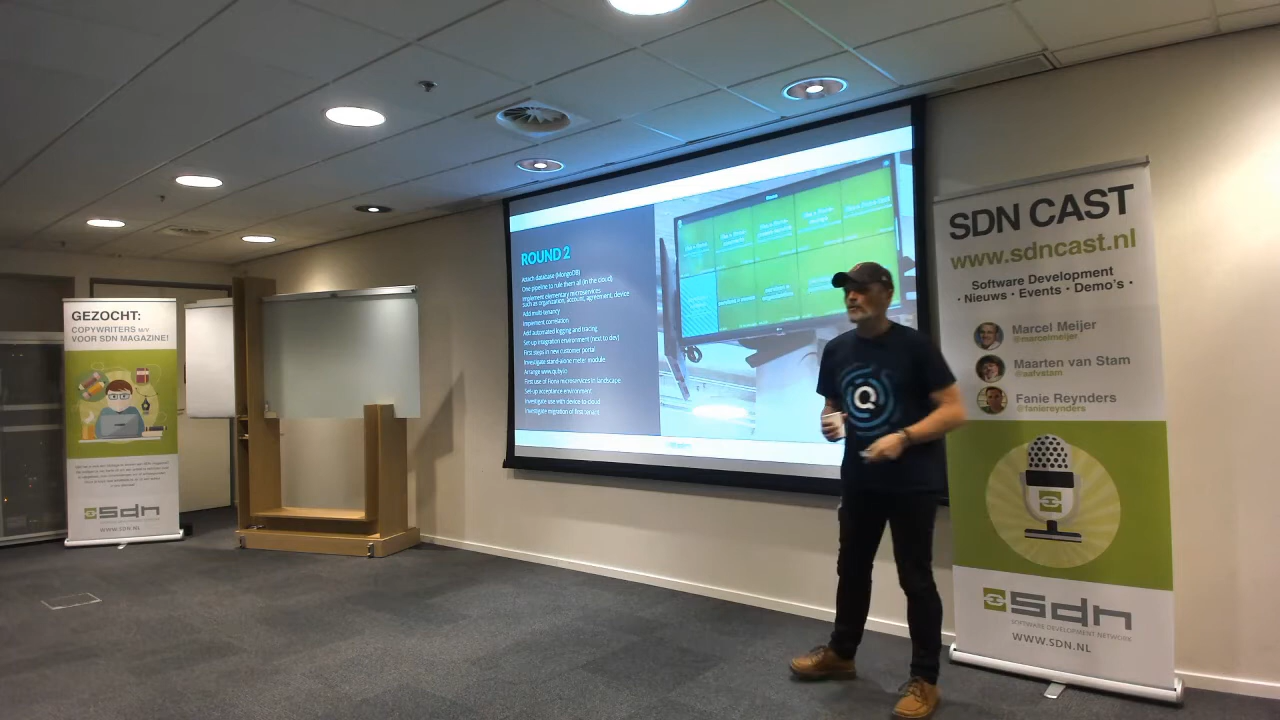 GEZOCHT:
COPYWRITERS M/V
VOOR SDN MAGAZINE!
sdn
WWW.SDN.NL
ROUND 2
Attach database (MongoDB)
One pipeline to rule them all (in the cloud)
Implement elementary microservices
such as organization, account, agreement, device
Add multi-tenancy
Implement correlation
Add automated logging and tracing
Set-up integration environment (next to dev)
First steps in new customer portal
Investigate stand-alone meter module
Arrange www.quby.io
First use of Fiona microservices in landscape
Set-up acceptance environment
Investigate use with device-to-cloud
Investigate migration of first tenant
Q
SDN CAST
www.sdncast.nl
Software Development
· Nieuws · Events · Demo's ·
Marcel Meijer
@marcelmeijer
Maarten van Stam
@safvstam
Fanie Reynders
@faniereynders
sdn
SOFTWARE DEVELOPMENT NETWORK
WWW.SDN.NL